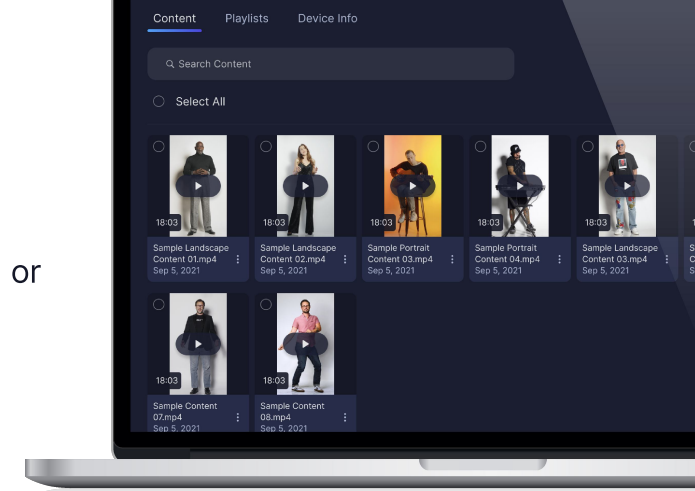 Content Playlists Device Info
Search Content
Select All
18:03 18:03 18:03 18:03 18:03
Sample Landscape
Content 01.mp4
Sep 5, 2021
Sample Landscape
Content 02.mp4
Sep 5, 2021
Sample Portrait
Content 03.mp4
Sep 5, 2021
Sample Portrait
Content 04.mp4
Sep 5, 2021
Sample Landscape
Content 03.mp4
Sep 5, 2021
or
18:03 18:03
Sample Content
07.mp4
Sep 5, 2021
Sample Content
08.mp4
Sep 5, 2021